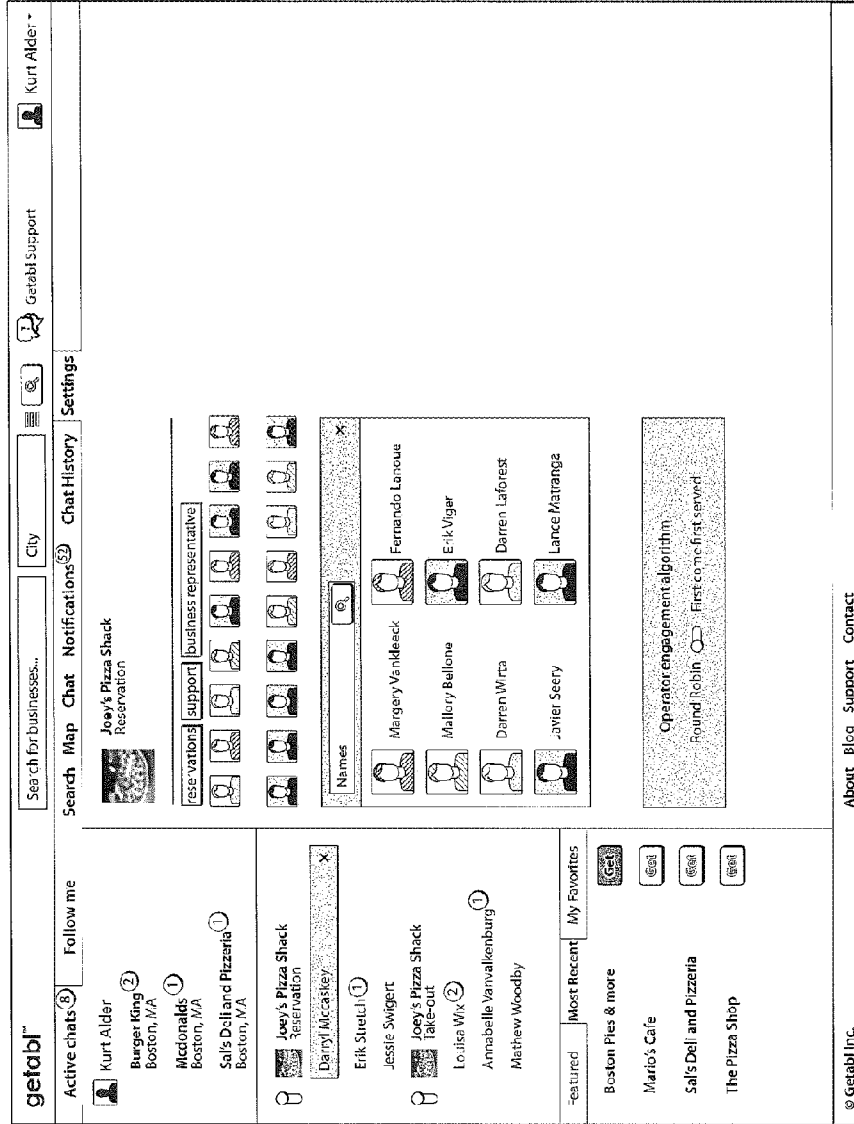 getabl™
Search for businesses...
City
Getabl Support
Kurt Alder
Active chats 8
Follow me
Search
Map
Chat
Notifications 52
Chat History
Settings
Kurt Alder
Burger King 2
Boston, MA
Mcdonalds 1
Boston, MA
Sal's Deli and Pizzeria 1
Boston, MA
Joey's Pizza Shack
Reservation
Darryl Mccaskey x
Erik Stretch 1
Jessie Swigert
Joey's Pizza Shack
Take-out
Louisa Wix 2
Annabelle Vanvalkenburg 1
Mathew Woodby
Featured
Most Recent
My Favorites
Boston Pies & more
Get
Mario's Cafe
Get
Sal's Deli and Pizzeria
Get
The Pizza Shop
Get
Joey's Pizza Shack
Reservation
reservations
support
business representative
Names
x
Margery Vankleeck
Fernando Lanoue
Mallory Bellone
Erik Viger
Darren Wirta
Darren Laforest
Javier Seery
Lance Matranga
Operator engagement algorithm
Round Robin
First come first served
© Getabl Inc.
About
Blog
Support
Contact